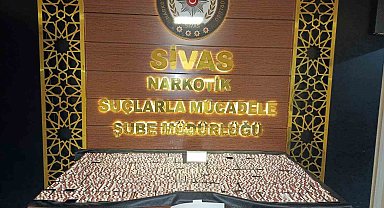 SİVAS
NARKOTİK
SUÇLARLA MÜCADELE
ŞUBE MÜDÜRLÜĞÜ